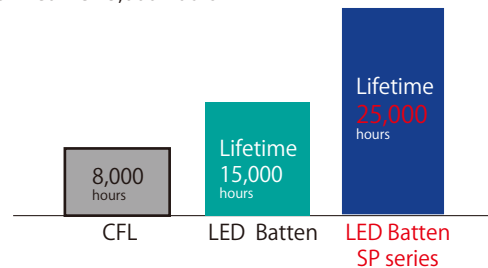 Lifetime
25,000
hours
Lifetime
15,000
hours
8,000
hours
CFL
LED Batten
LED Batten
SP series